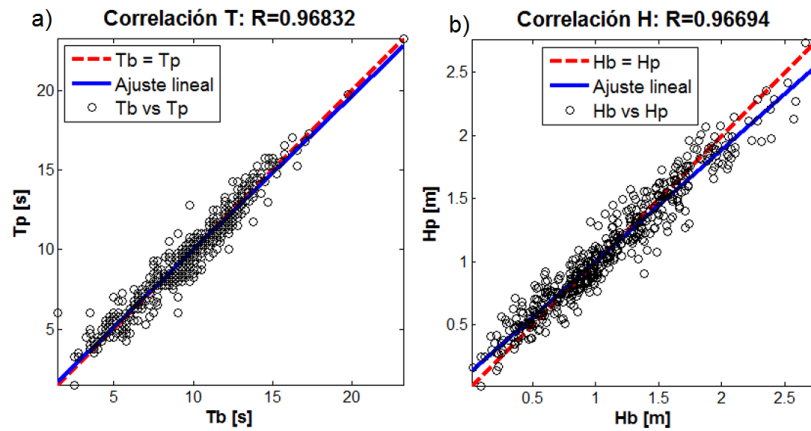 a)
Correlación T: R=0.96832
Tb = Tp
Ajuste lineal
Tb vs Tp
Tp [s]
20
15
10
5
5
10
15
20
Tb [s]
b)
Correlación H: R=0.96694
Hb = Hp
Ajuste lineal
Hb vs Hp
Hp [m]
2.5
2
1.5
1
0.5
0.5
1
1.5
2
2.5
Hb [m]